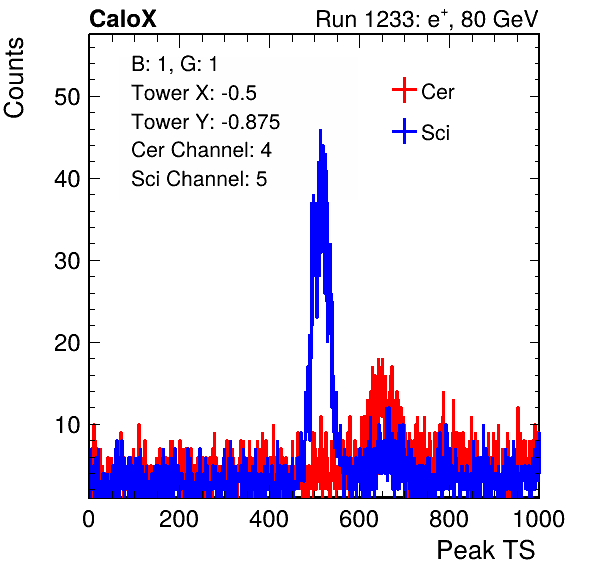 CaloX Run 1233: e⁺, 80 GeV
Counts
B: 1, G: 1
Tower X: -0.5
Tower Y: -0.875
Cer Channel: 4
Sci Channel: 5
Cer
Sci
50
40
30
20
10
0 200 400 600 800 1000
Peak TS